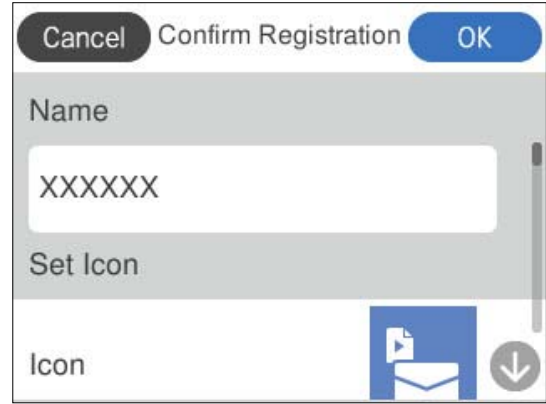 Cancel Confirm Registration OK
Name
XXXXXX
Set Icon
Icon